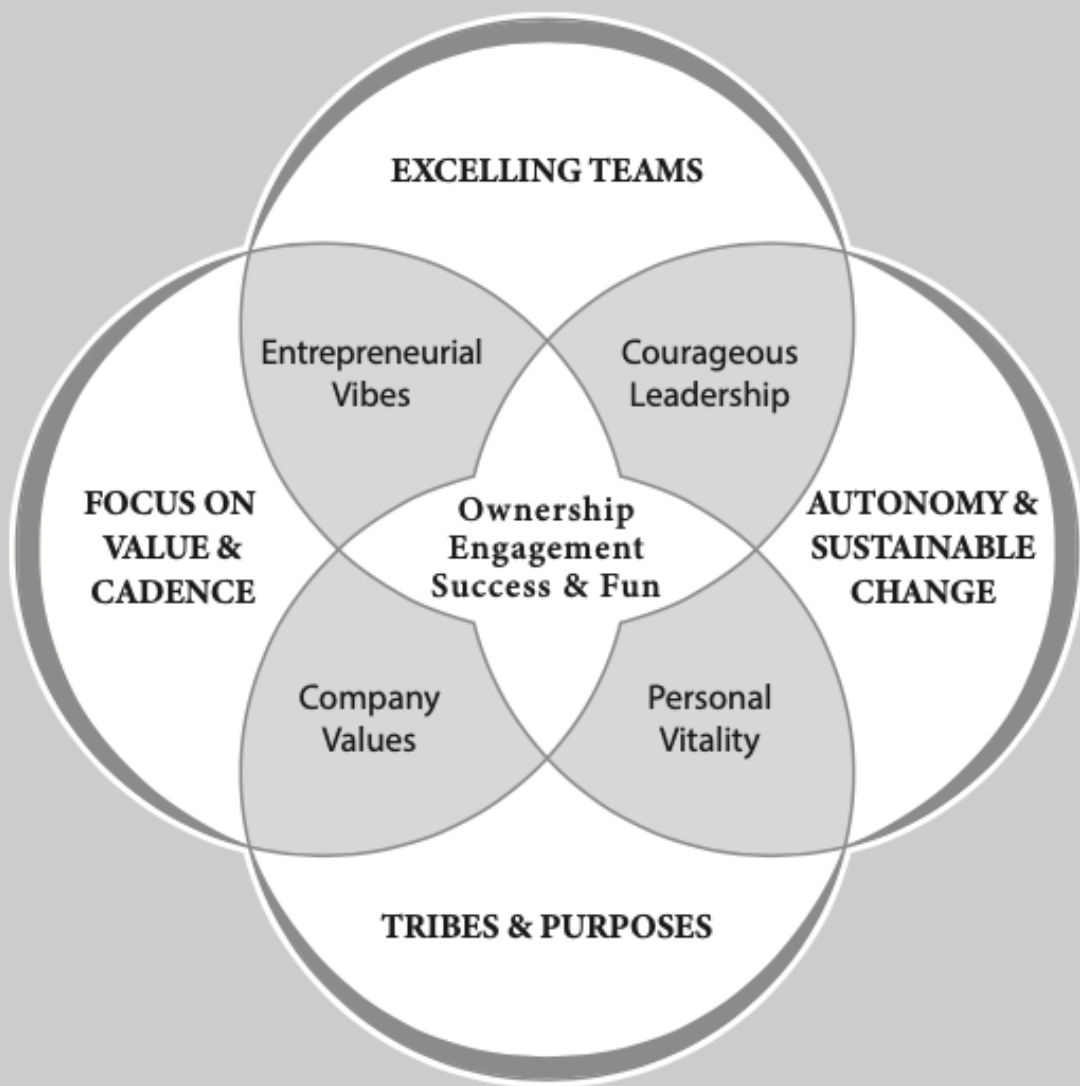 EXCELLING TEAMS
Entrepreneurial
Vibes
Courageous
Leadership
FOCUS ON
VALUE &
CADENCE
Ownership
Engagement
Success & Fun
AUTONOMY &
SUSTAINABLE
CHANGE
Company
Values
Personal
Vitality
TRIBES & PURPOSES